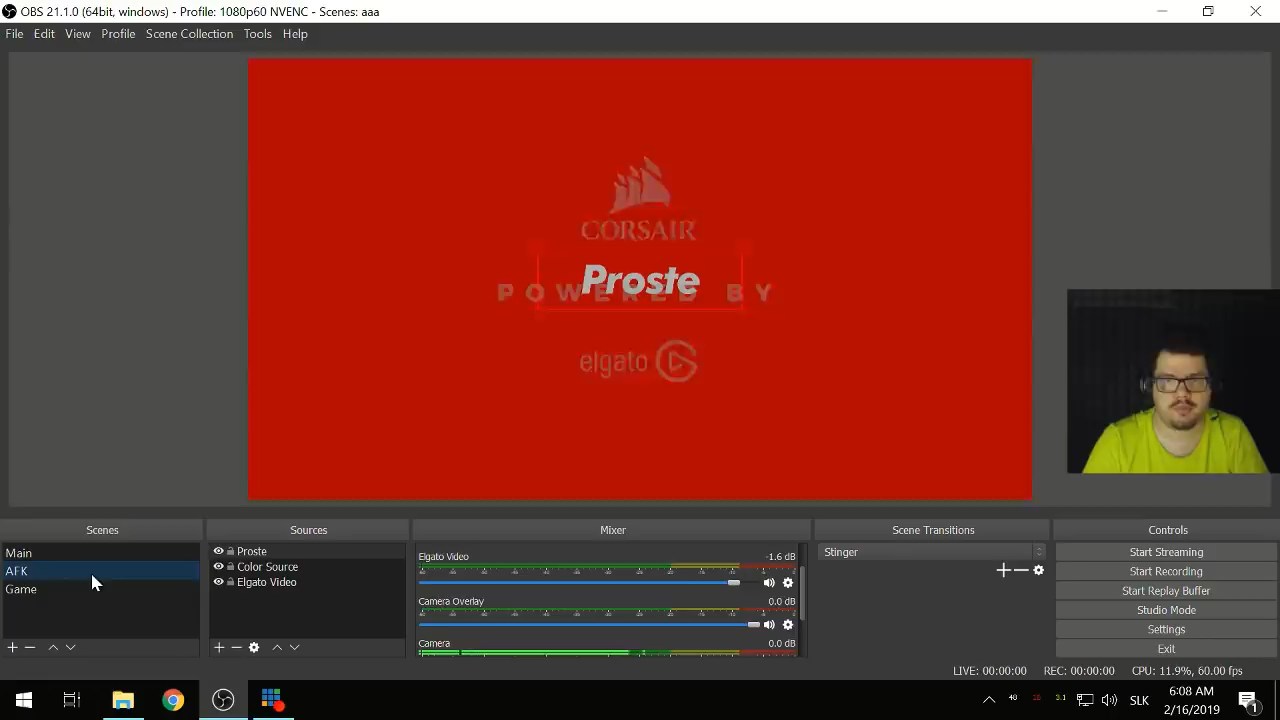 OBS 21.1.0 (64bit, windows) - Profile: 1080p60 NVENC - Scenes: aaa
File Edit View Profile Scene Collection Tools Help
CORSAIR
Proste
POWERED BY
elgato
Scenes Sources Mixer Scene Transitions Controls
Main
AFK
Game
Proste
Color Source
Elgato Video
Elgato Video -1.6 dB
Camera Overlay 0.0 dB
Camera 0.0 dB
Stinger
Start Streaming
Start Recording
Start Replay Buffer
Studio Mode
Settings
Exit
LIVE: 00:00:00 REC: 00:00:00 CPU: 11.9%, 60.00 fps
SLK
6:08 AM
2/16/2019
1